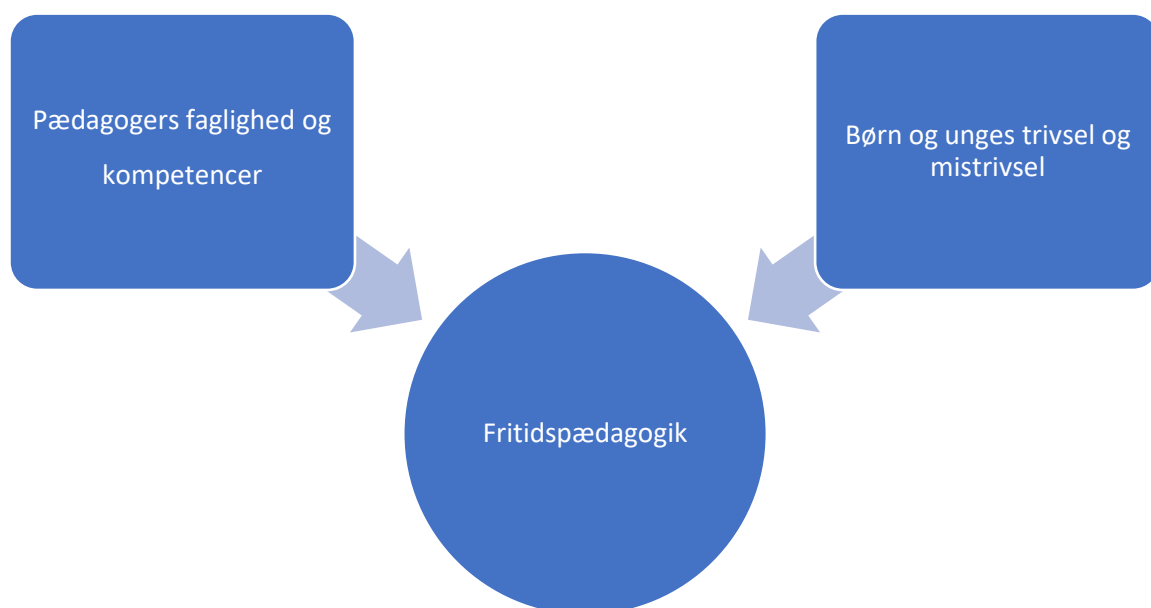 Pædagogers faglighed og
kompetencer
Børn og unges trivsel og
mistrivsel
Fritidspædagogik